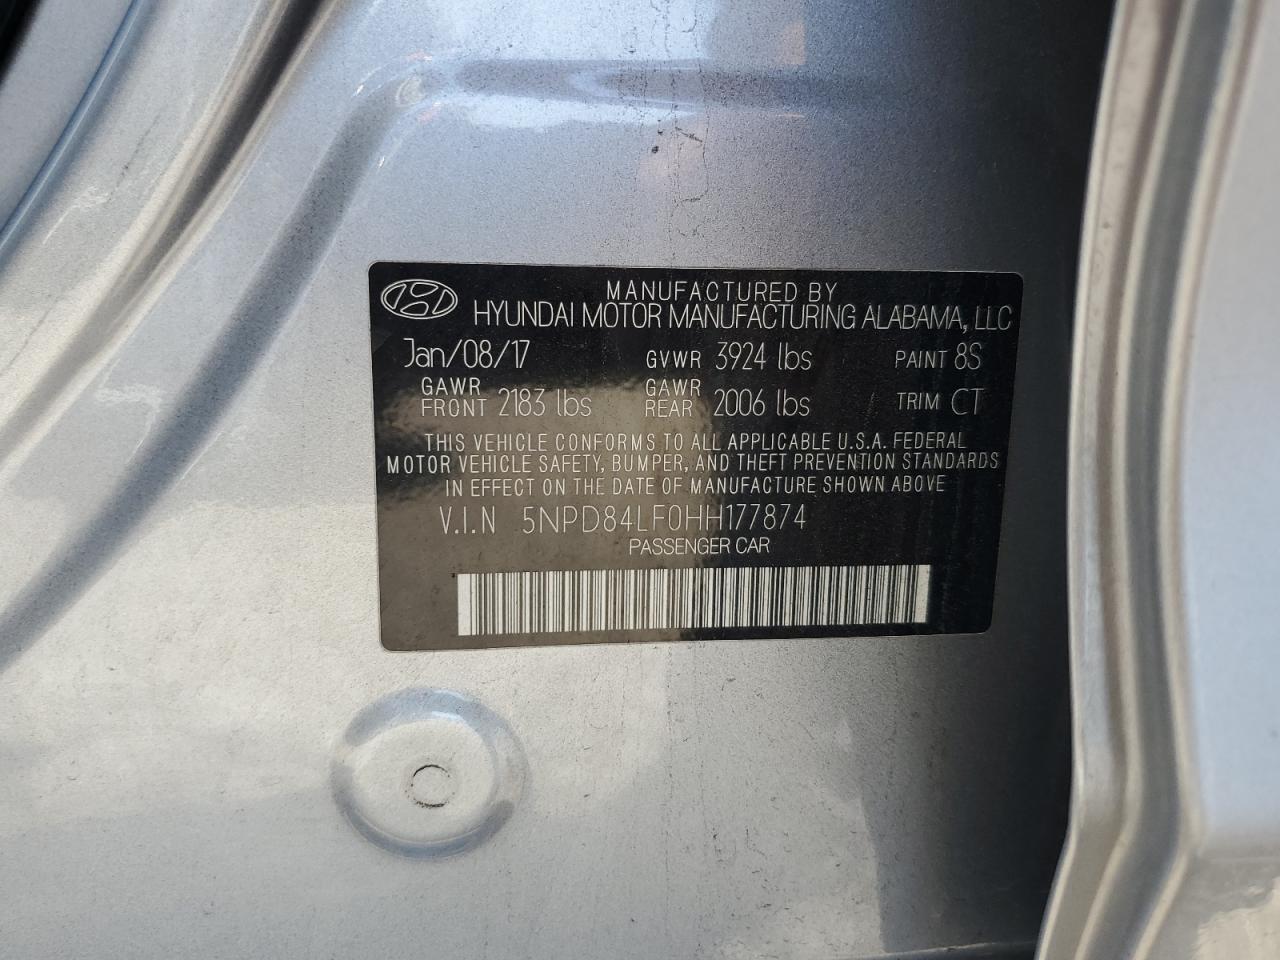 MANUFACTURED BY
HYUNDAI MOTOR MANUFACTURING ALABAMA, LLC
Jan/08/17 GVWR 3924 lbs PAINT 8S
GAWR FRONT 2183 lbs GAWR REAR 2006 lbs TRIM CT
THIS VEHICLE CONFORMS TO ALL APPLICABLE U.S.A. FEDERAL
MOTOR VEHICLE SAFETY, BUMPER, AND THEFT PREVENTION STANDARDS
IN EFFECT ON THE DATE OF MANUFACTURE SHOWN ABOVE
V.I.N 5NPD84LF0HH177874
PASSENGER CAR